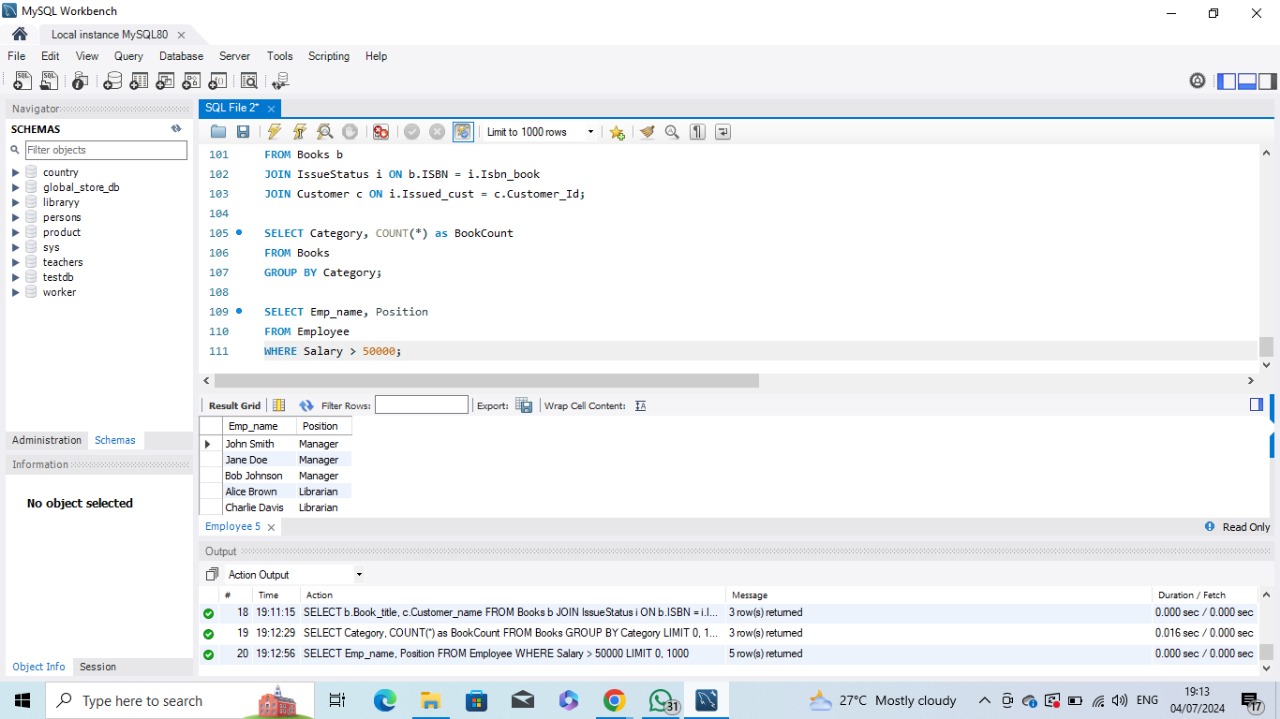 MySQL Workbench
Local instance MySQL80
File Edit View Query Database Server Tools Scripting Help
Navigator
SCHEMAS
Filter objects
country
global_store_db
libraryy
persons
product
sys
teachers
testdb
worker
Administration Schemas
Information
No object selected
Object Info Session
SQL File 2*
Limit to 1000 rows
101 FROM Books b
102 JOIN IssueStatus i ON b.ISBN = i.Isbn_book
103 JOIN Customer c ON i.Issued_cust = c.Customer_Id;
104
105 SELECT Category, COUNT(*) as BookCount
106 FROM Books
107 GROUP BY Category;
108
109 SELECT Emp_name, Position
110 FROM Employee
111 WHERE Salary > 50000;
Result Grid Filter Rows: Export: Wrap Cell Content:
Emp_name Position
John Smith Manager
Jane Doe Manager
Bob Johnson Manager
Alice Brown Librarian
Charlie Davis Librarian
Employee 5 Read Only
Output
Action Output
# Time Action Message Duration / Fetch
18 19:11:15 SELECT b.Book_title, c.Customer_name FROM Books b JOIN IssueStatus i ON b.ISBN = i.I... 3 row(s) returned 0.000 sec / 0.000 sec
19 19:12:29 SELECT Category, COUNT(*) as BookCount FROM Books GROUP BY Category LIMIT 0, 1... 3 row(s) returned 0.016 sec / 0.000 sec
20 19:12:56 SELECT Emp_name, Position FROM Employee WHERE Salary > 50000 LIMIT 0, 1000 5 row(s) returned 0.000 sec / 0.000 sec
Type here to search 31 27°C Mostly cloudy ENG 09:13 17
04/07/2024